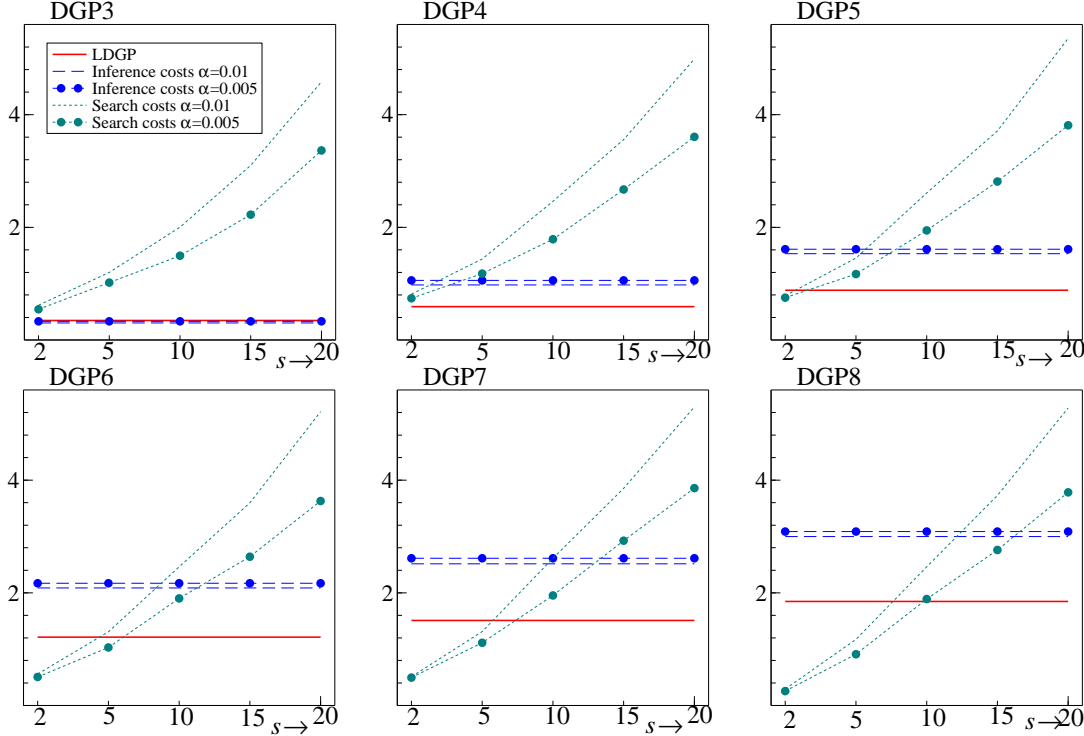 DGP3
DGP4
DGP5
LDGP
Inference costs α=0.01
Inference costs α=0.005
Search costs α=0.01
Search costs α=0.005
4
2
2 5 10 15 20
s→
4
2
2 5 10 15 20
s→
4
2
2 5 10 15 20
s→
DGP6
DGP7
DGP8
4
2
2 5 10 15 20
s→
4
2
2 5 10 15 20
s→
4
2
2 5 10 15 20
s→